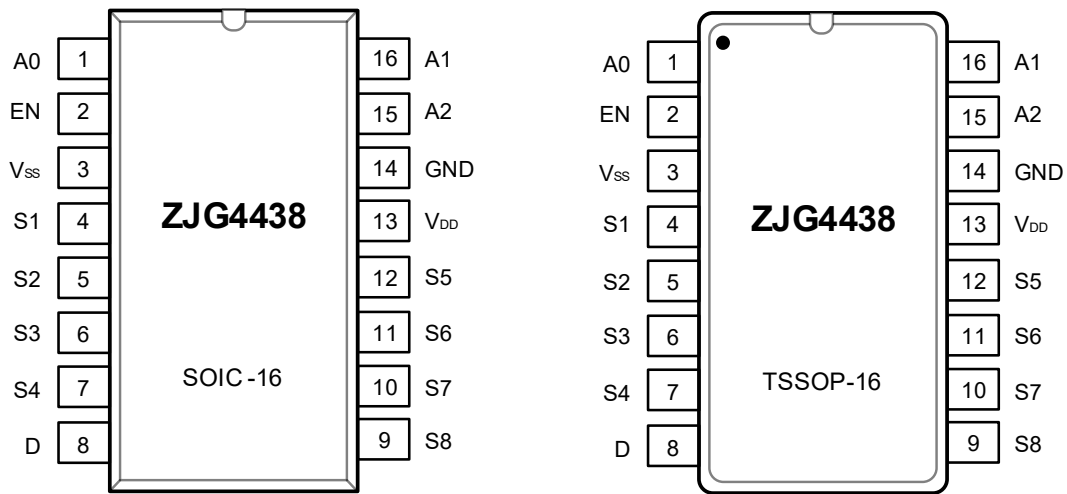 A0 1 16 A1
EN 2 15 A2
VSS 3 14 GND
S1 4 13 VDD
S2 5 12 S5
S3 6 11 S6
S4 7 10 S7
D 8 9 S8
ZJG4438
SOIC-16
A0 1 16 A1
EN 2 15 A2
VSS 3 14 GND
S1 4 13 VDD
S2 5 12 S5
S3 6 11 S6
S4 7 10 S7
D 8 9 S8
ZJG4438
TSSOP-16